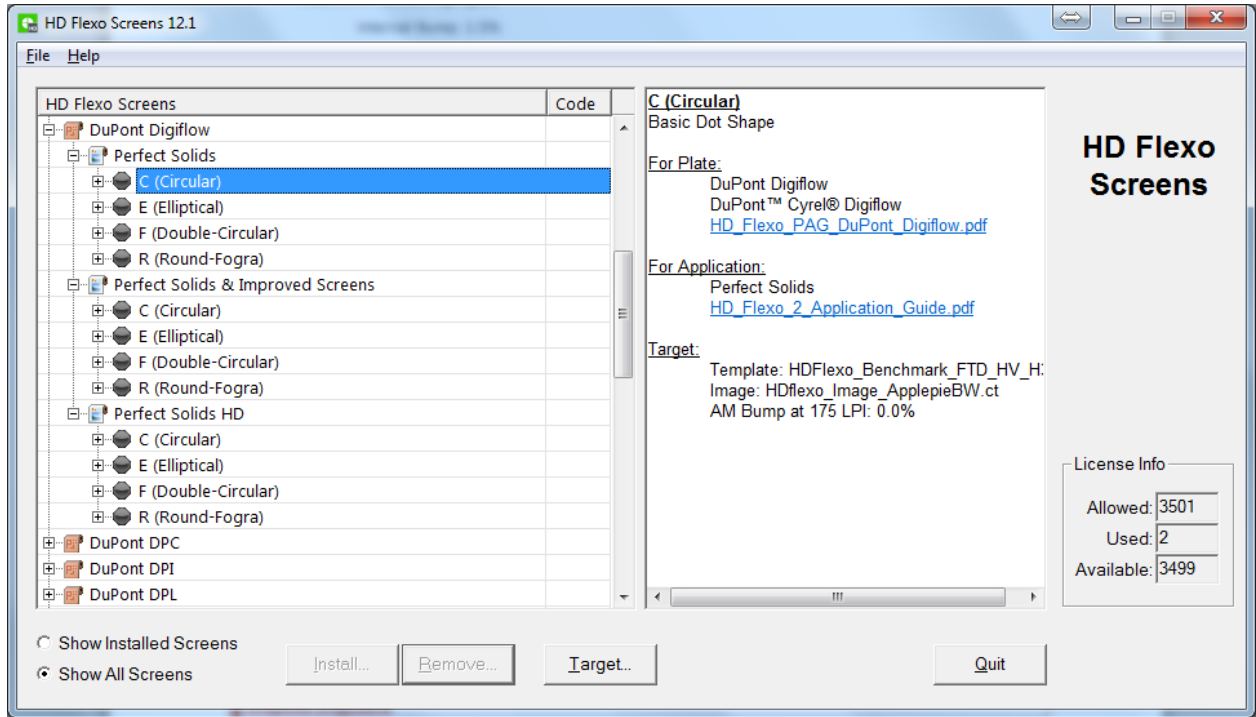 HD Flexo Screens 12.1
File Help
HD Flexo Screens Code
DuPont Digiflow
Perfect Solids
C (Circular)
E (Elliptical)
F (Double-Circular)
R (Round-Fogra)
Perfect Solids & Improved Screens
C (Circular)
E (Elliptical)
F (Double-Circular)
R (Round-Fogra)
Perfect Solids HD
C (Circular)
E (Elliptical)
F (Double-Circular)
R (Round-Fogra)
DuPont DPC
DuPont DPI
DuPont DPL
C (Circular)
Basic Dot Shape
For Plate:
DuPont Digiflow
DuPont™ Cyrel® Digiflow
HD_Flexo_PAG_DuPont_Digiflow.pdf
For Application:
Perfect Solids
HD_Flexo_2_Application_Guide.pdf
Target:
Template: HDFlexo_Benchmark_FTD_HV_H
Image: HDflexo_Image_ApplepieBW.ct
AM Bump at 175 LPI: 0.0%
HD Flexo
Screens
License Info
Allowed: 3501
Used: 2
Available: 3499
Show Installed Screens
Show All Screens
Install...
Remove...
Target...
Quit